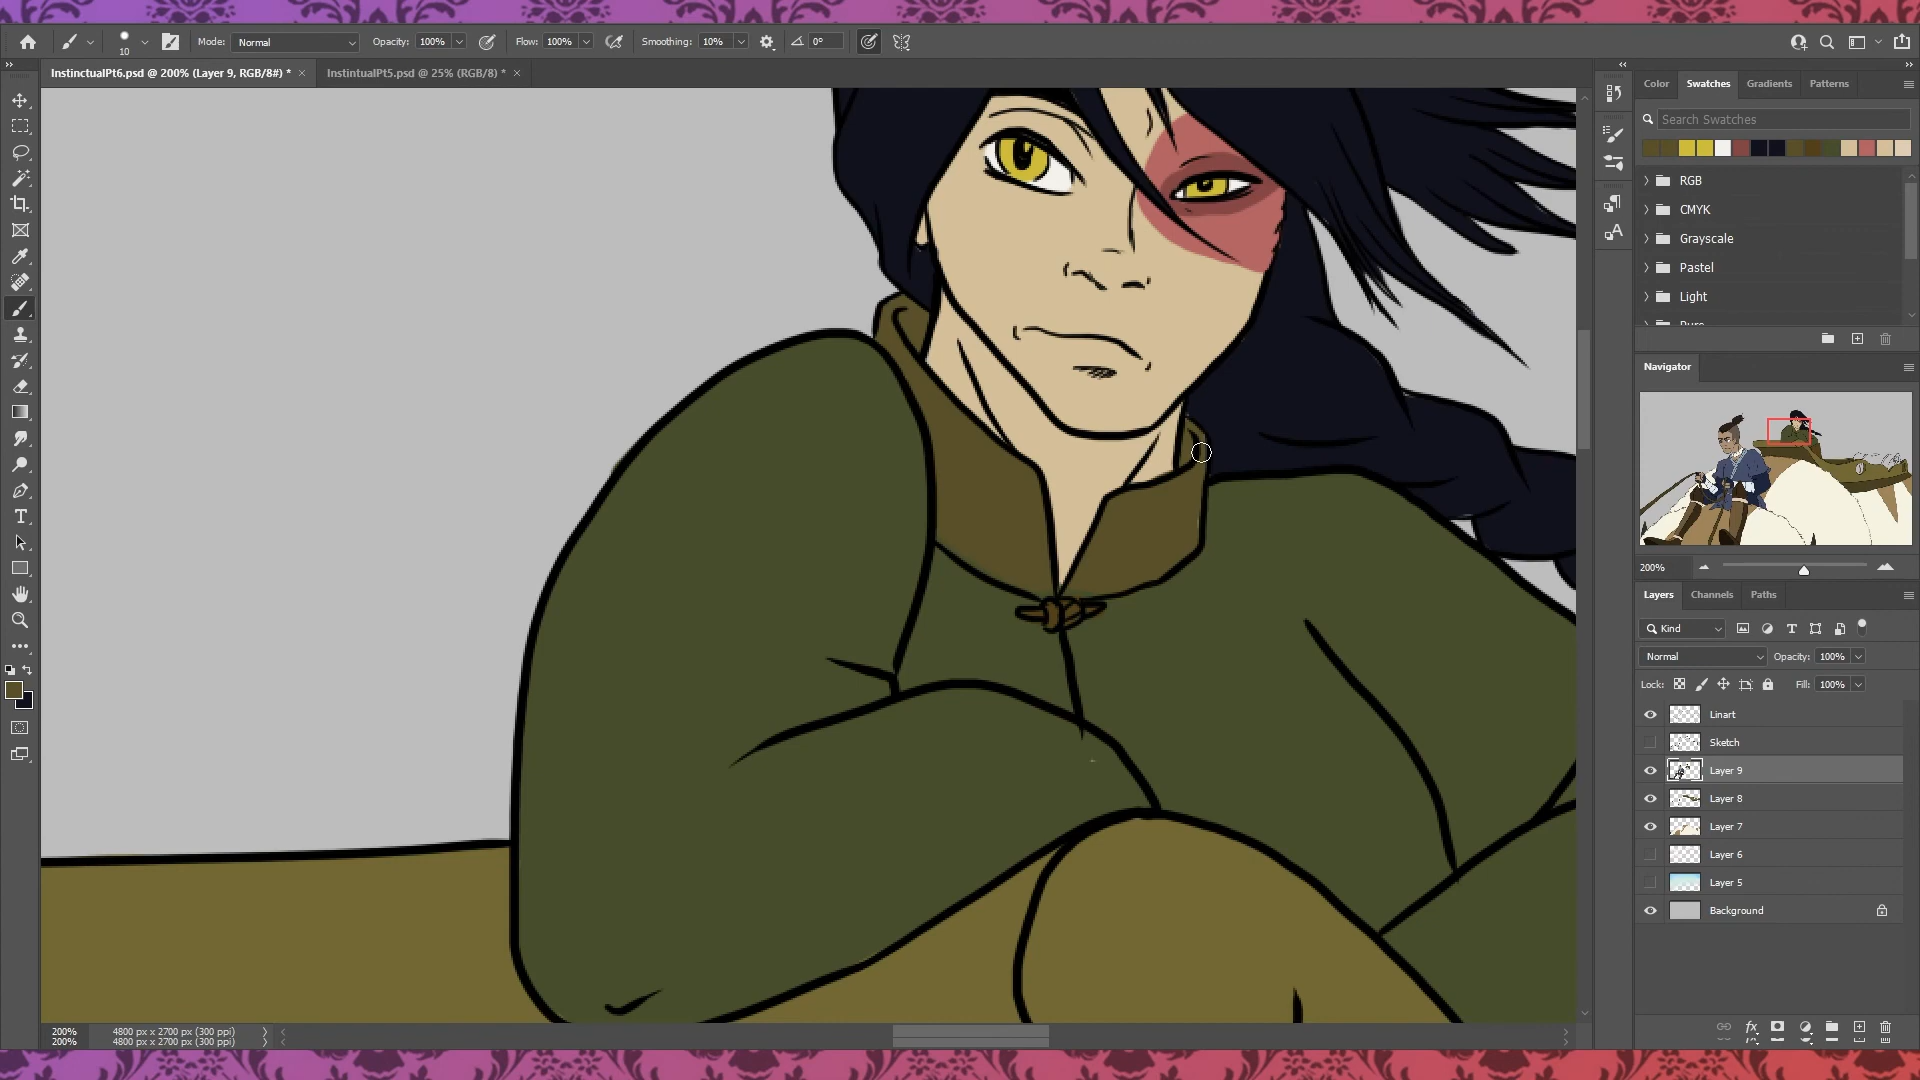 10
Mode: Normal
Opacity: 100%
Flow: 100%
Smoothing: 10%
0°
InstinctualPt6.psd @ 200% (Layer 9, RGB/8#) *
InstintualPt5.psd @ 25% (RGB/8) *
Color
Swatches
Gradients
Patterns
Search Swatches
RGB
CMYK
Grayscale
Pastel
Light
Pure
Navigator
200%
Layers
Channels
Paths
Kind
Normal
Opacity: 100%
Lock:
Fill: 100%
Linart
Sketch
Layer 9
Layer 8
Layer 7
Layer 6
Layer 5
Background
200%
4800 px x 2700 px (300 ppi)
200%
4800 px x 2700 px (300 ppi)